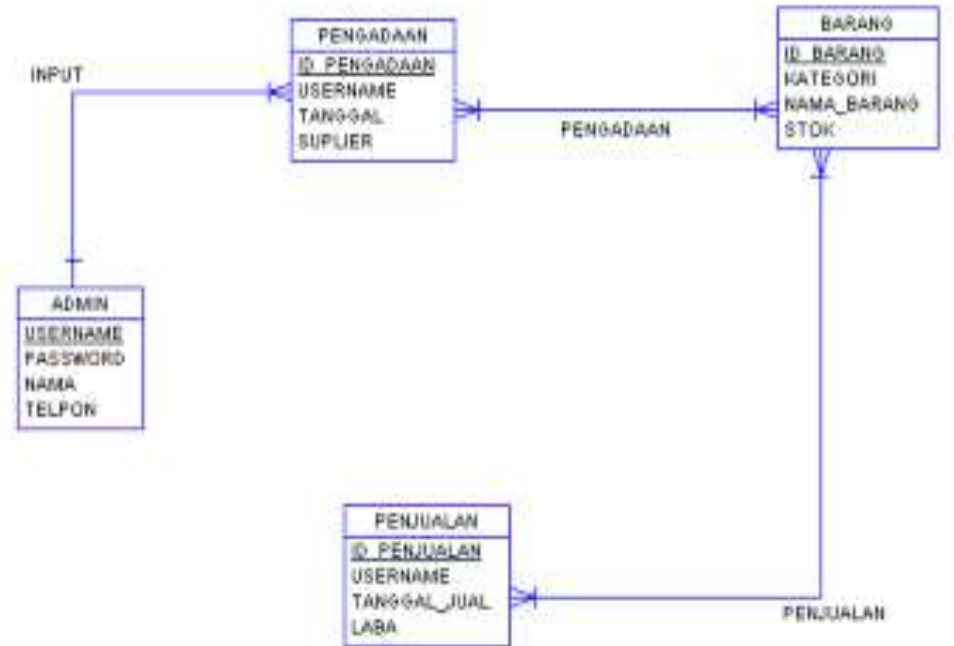 PENGADAAN
ID_PENGADAAN
USERNAME
TANGGAL
SUPLIER
BARANG
ID_BARANG
KATEGORI
NAMA_BARANG
STOK
INPUT
PENGADAAN
ADMIN
USERNAME
PASSWORD
NAMA
TELPON
PENJUALAN
ID_PENJUALAN
USERNAME
TANGGAL_JUAL
LABA
PENJUALAN